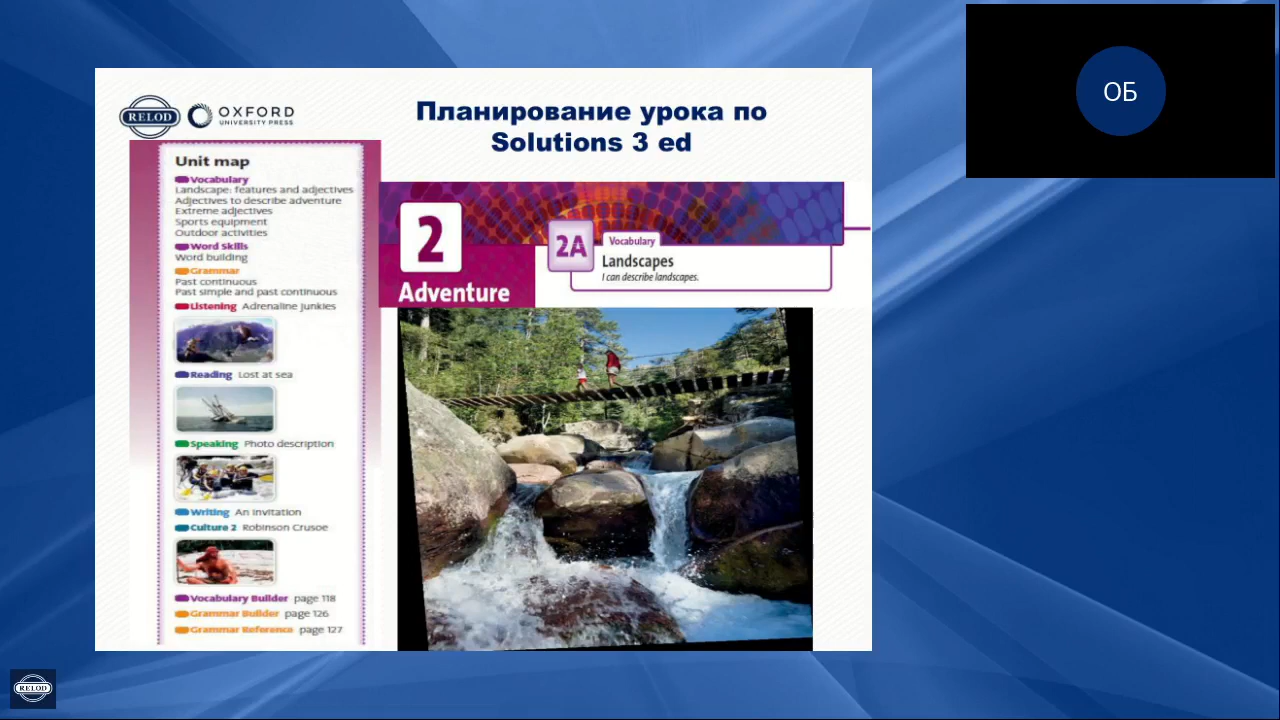 ОБ
RELOD
OXFORD
UNIVERSITY PRESS
Планирование урока по
Solutions 3 ed
Unit map
Vocabulary
Landscape: features and adjectives
Adjectives to describe adventure
Extreme adjectives
Sports equipment
Outdoor activities
Word Skills
Word building
Grammar
Past continuous
Past simple and past continuous
Listening Adrenaline junkies
Reading Lost at sea
Speaking Photo description
Writing An invitation
Culture 2 Robinson Crusoe
Vocabulary Builder page 118
Grammar Builder page 126
Grammar Reference page 127
2
Adventure
2A
Vocabulary
Landscapes
I can describe landscapes.
RELOD